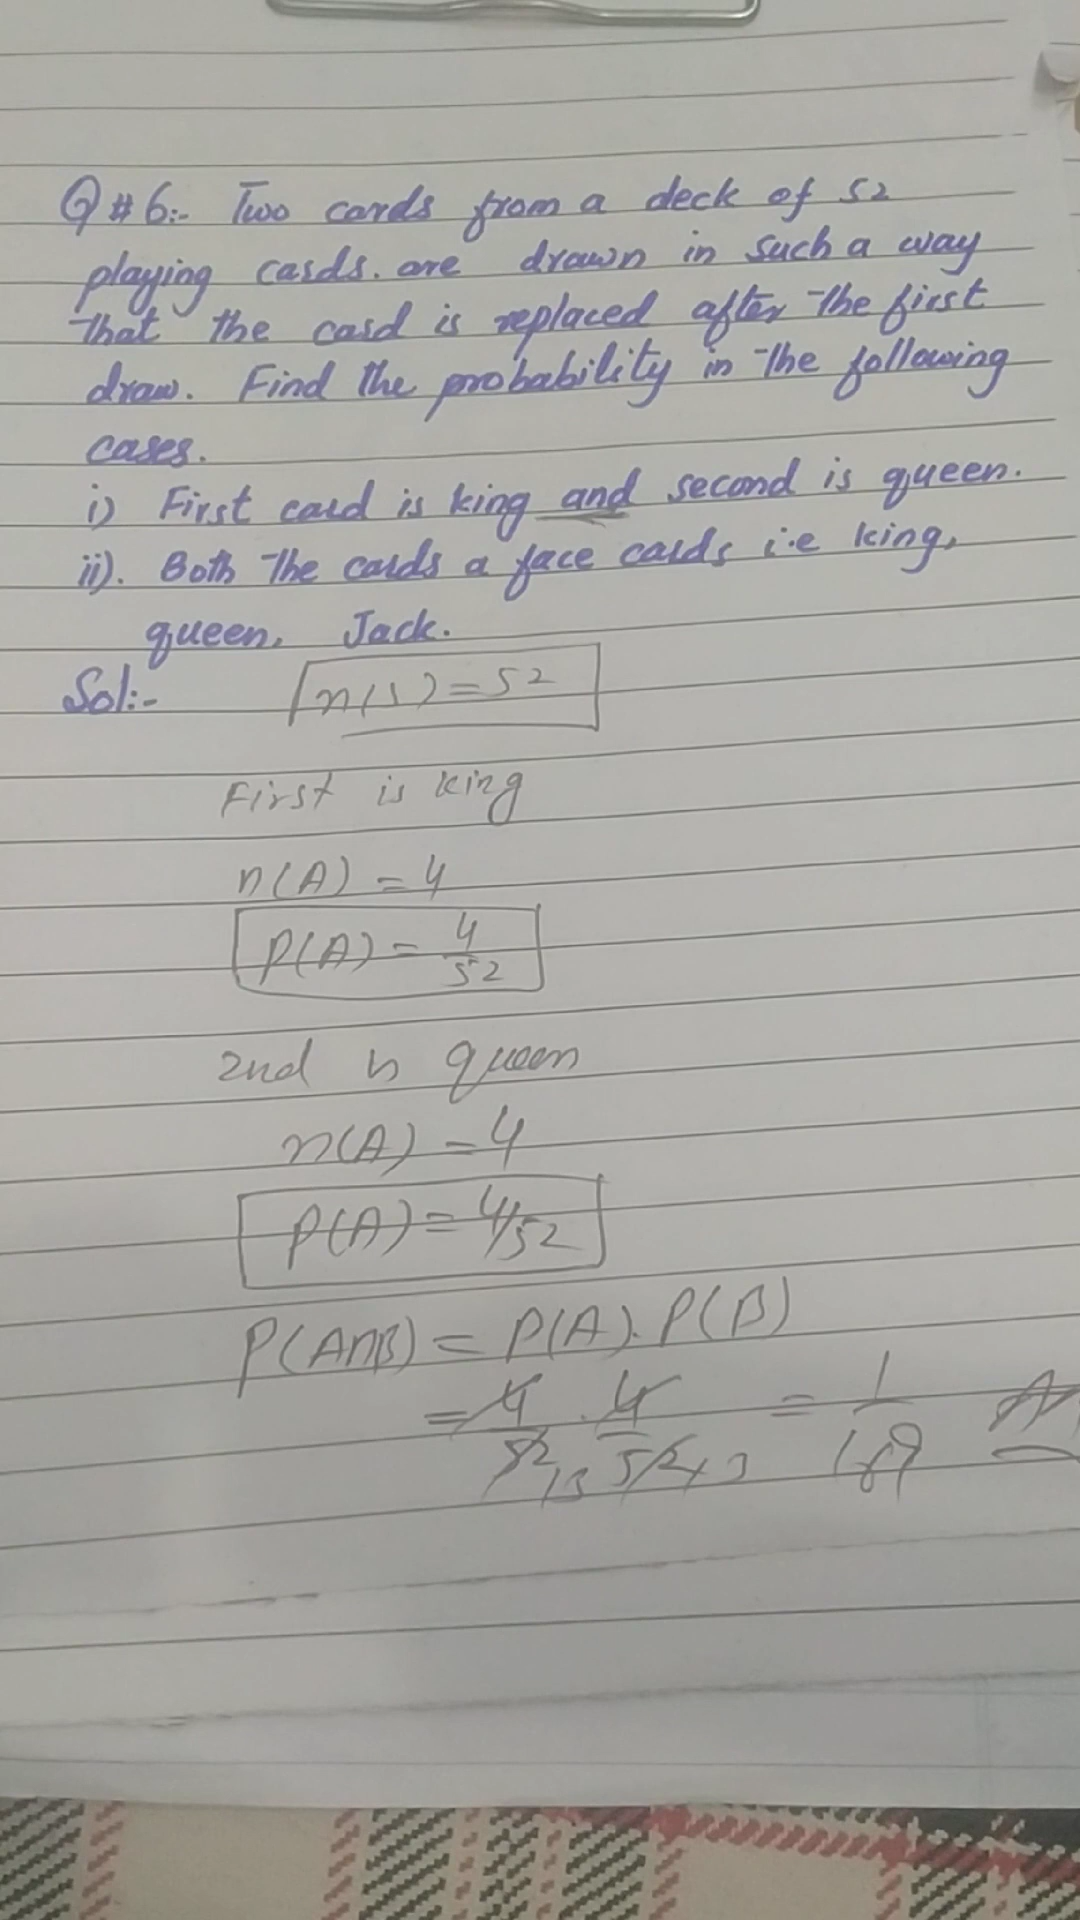 Q#6:- Two cards from a deck of 52
playing cards. are drawn in such a way
that the card is replaced after the first
draw. Find the probability in the following
cases.
i) First card is king and second is queen.
ii). Both the cards a face cards i.e king,
queen, Jack.
Sol:- n(s) = 52
First is king
n(A) = 4
P(A) = 4/52
2nd is queen
n(A) = 4
P(A) = 4/52
P(A∩B) = P(A). P(B)
= 4/52 13 . 4/52 13 = 1/169